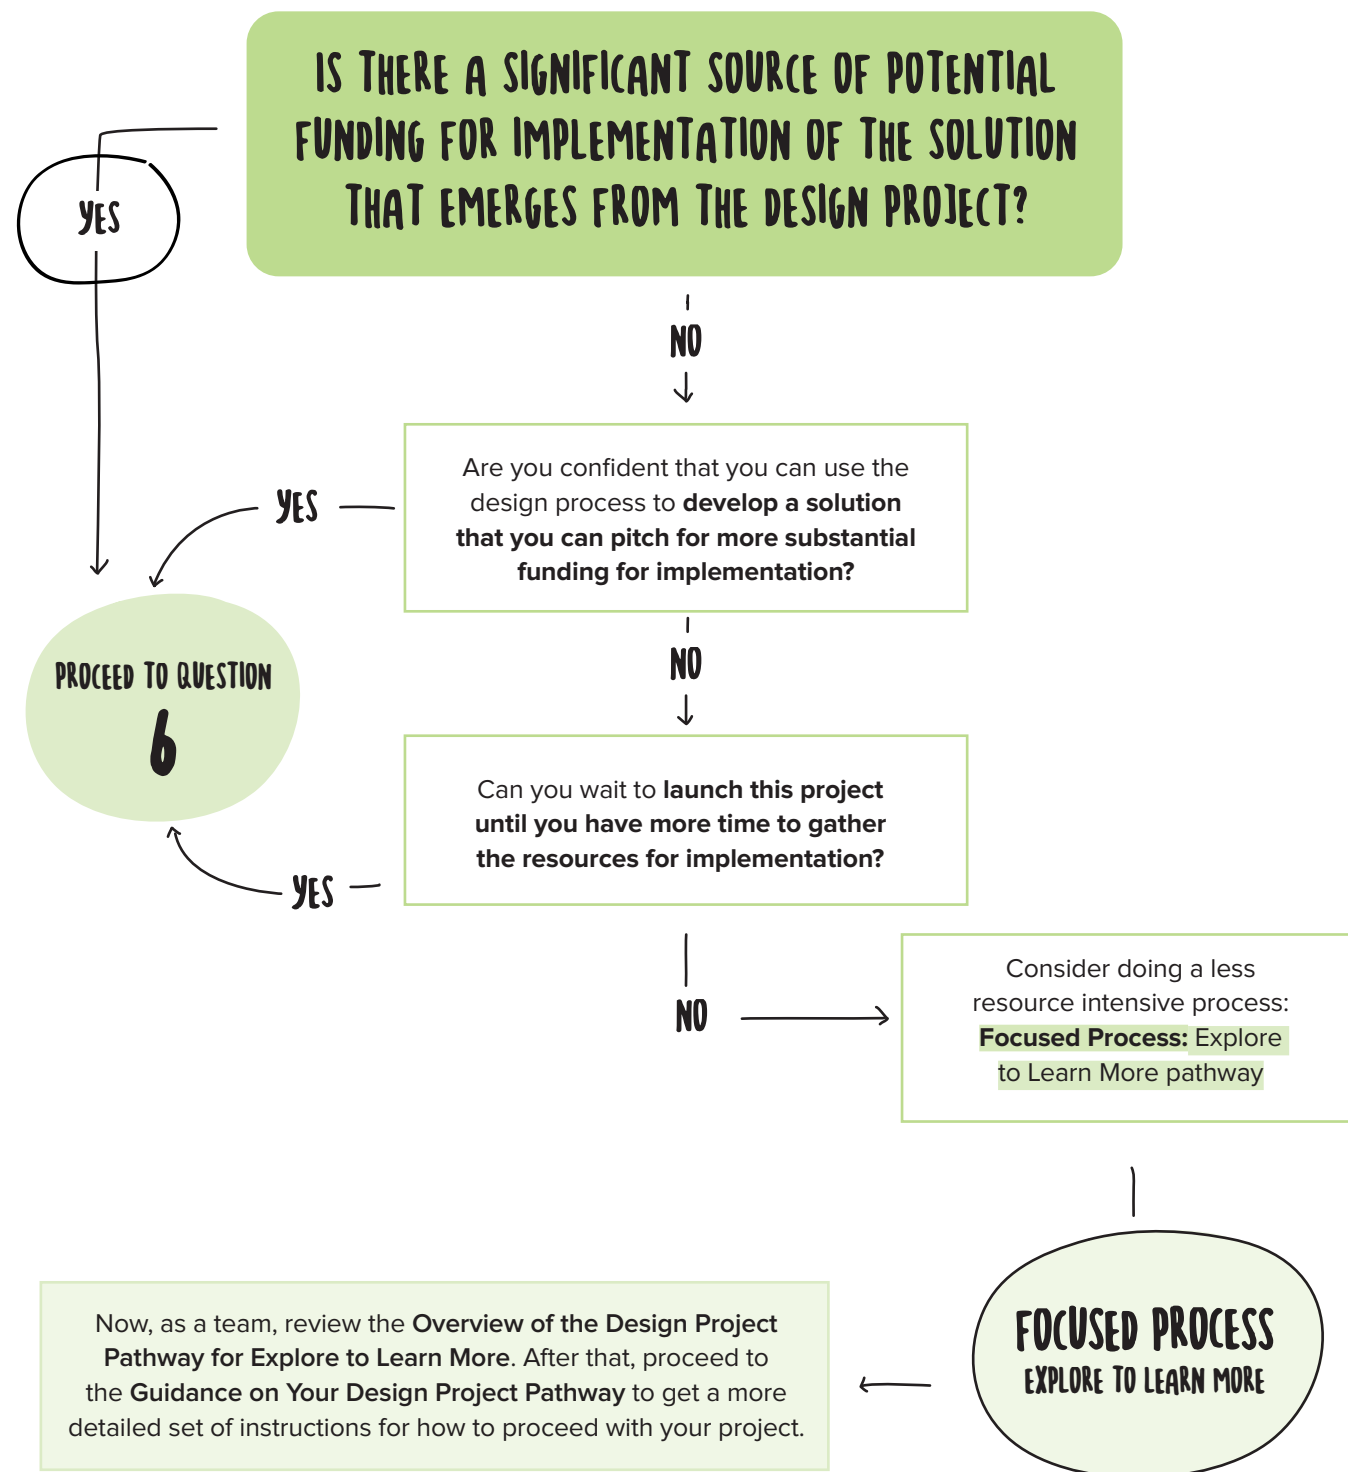 IS THERE A SIGNIFICANT SOURCE OF POTENTIAL
FUNDING FOR IMPLEMENTATION OF THE SOLUTION
THAT EMERGES FROM THE DESIGN PROJECT?
YES
NO
Are you confident that you can use the
design process to develop a solution
that you can pitch for more substantial
funding for implementation?
YES
NO
PROCEED TO QUESTION
6
Can you wait to launch this project
until you have more time to gather
the resources for implementation?
YES
NO
Consider doing a less
resource intensive process:
Focused Process: Explore
to Learn More pathway
FOCUSED PROCESS
EXPLORE TO LEARN MORE
Now, as a team, review the Overview of the Design Project
Pathway for Explore to Learn More. After that, proceed to
the Guidance on Your Design Project Pathway to get a more
detailed set of instructions for how to proceed with your project.